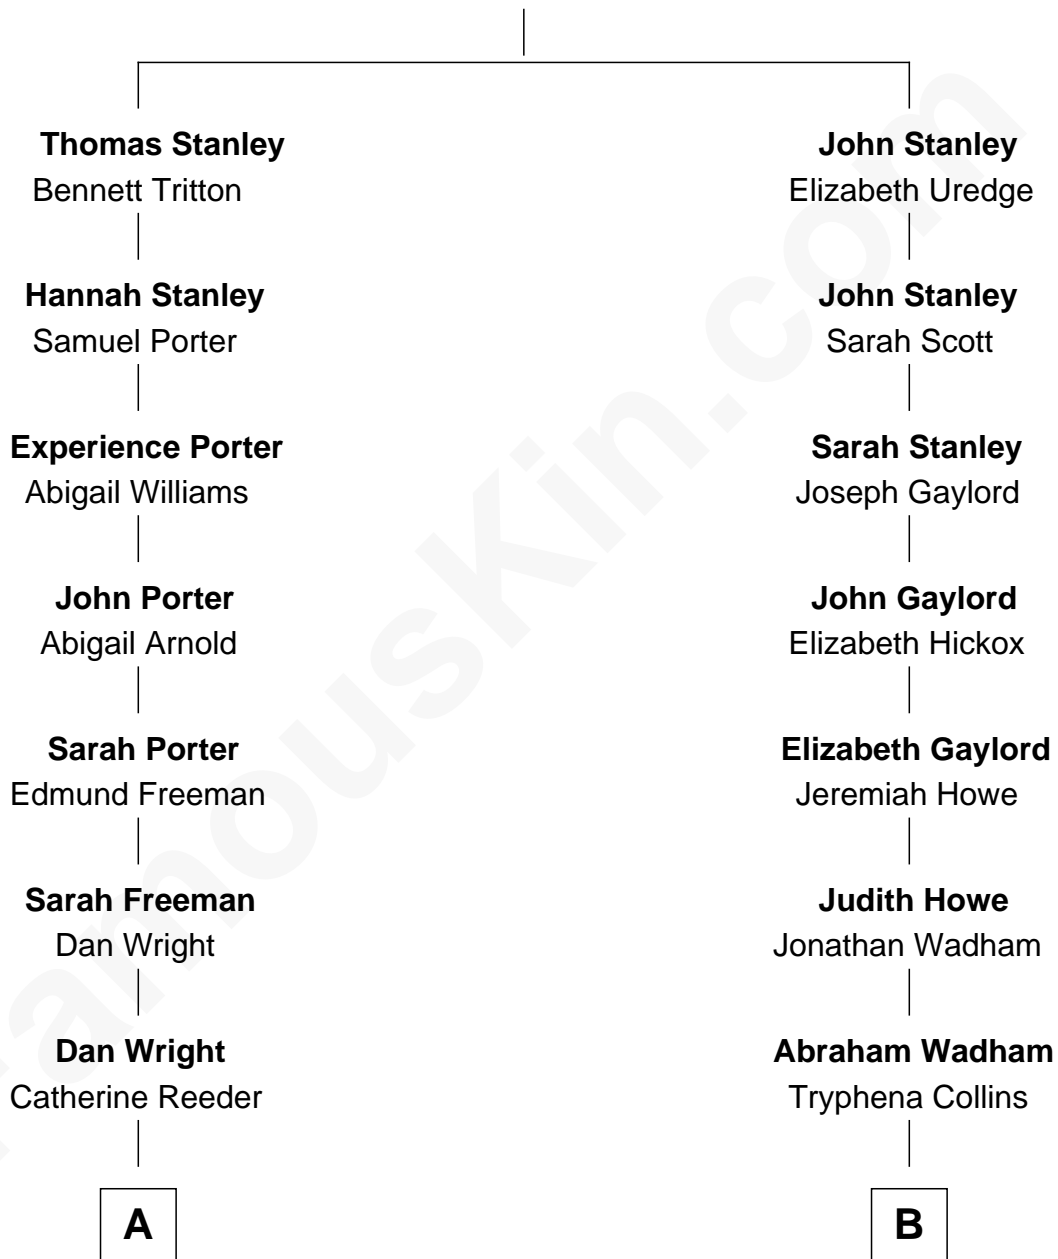 Thomas Stanley
Bennett Tritton
Hannah Stanley
Samuel Porter
Experience Porter
Abigail Williams
John Porter
Abigail Arnold
Sarah Porter
Edmund Freeman
Sarah Freeman
Dan Wright
Dan Wright
Catherine Reeder
A
John Stanley
Elizabeth Uredge
John Stanley
Sarah Scott
Sarah Stanley
Joseph Gaylord
John Gaylord
Elizabeth Hickox
Elizabeth Gaylord
Jeremiah Howe
Judith Howe
Jonathan Wadham
Abraham Wadham
Tryphena Collins
B
FamousKin.com